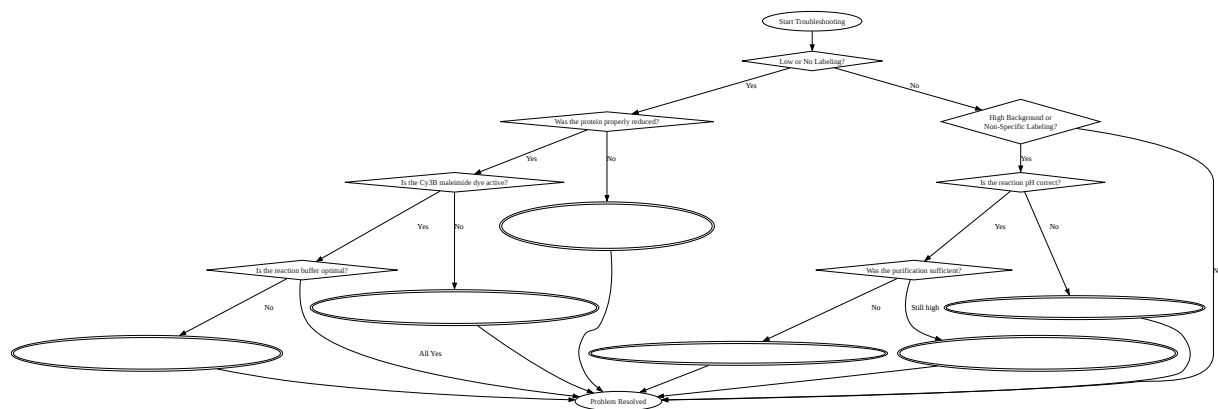 Start Troubleshooting
Low or No Labeling?
Yes
No
Was the protein properly reduced?
High Background or
Non-Specific Labeling?
Yes
No
Yes
Is the Cy3B maleimide dye active?
Is the reaction pH correct?
Yes
No
Yes
No
N
Is the reaction buffer optimal?
Was the purification sufficient?
No
No
Still high
All Yes
Problem Resolved